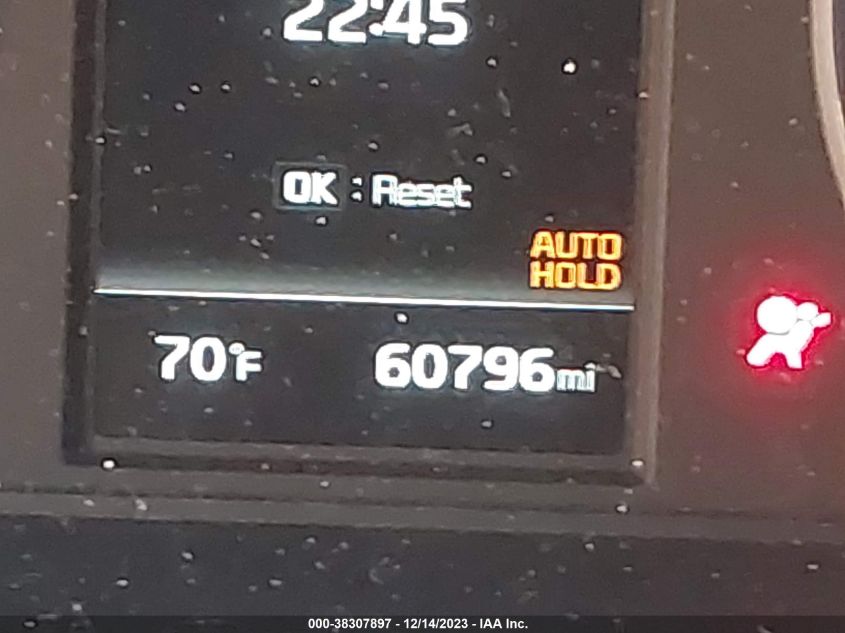 22:45
OK : Reset
AUTO
HOLD
70°F 60796mi
000-38307897 - 12/14/2023 - IAA Inc.